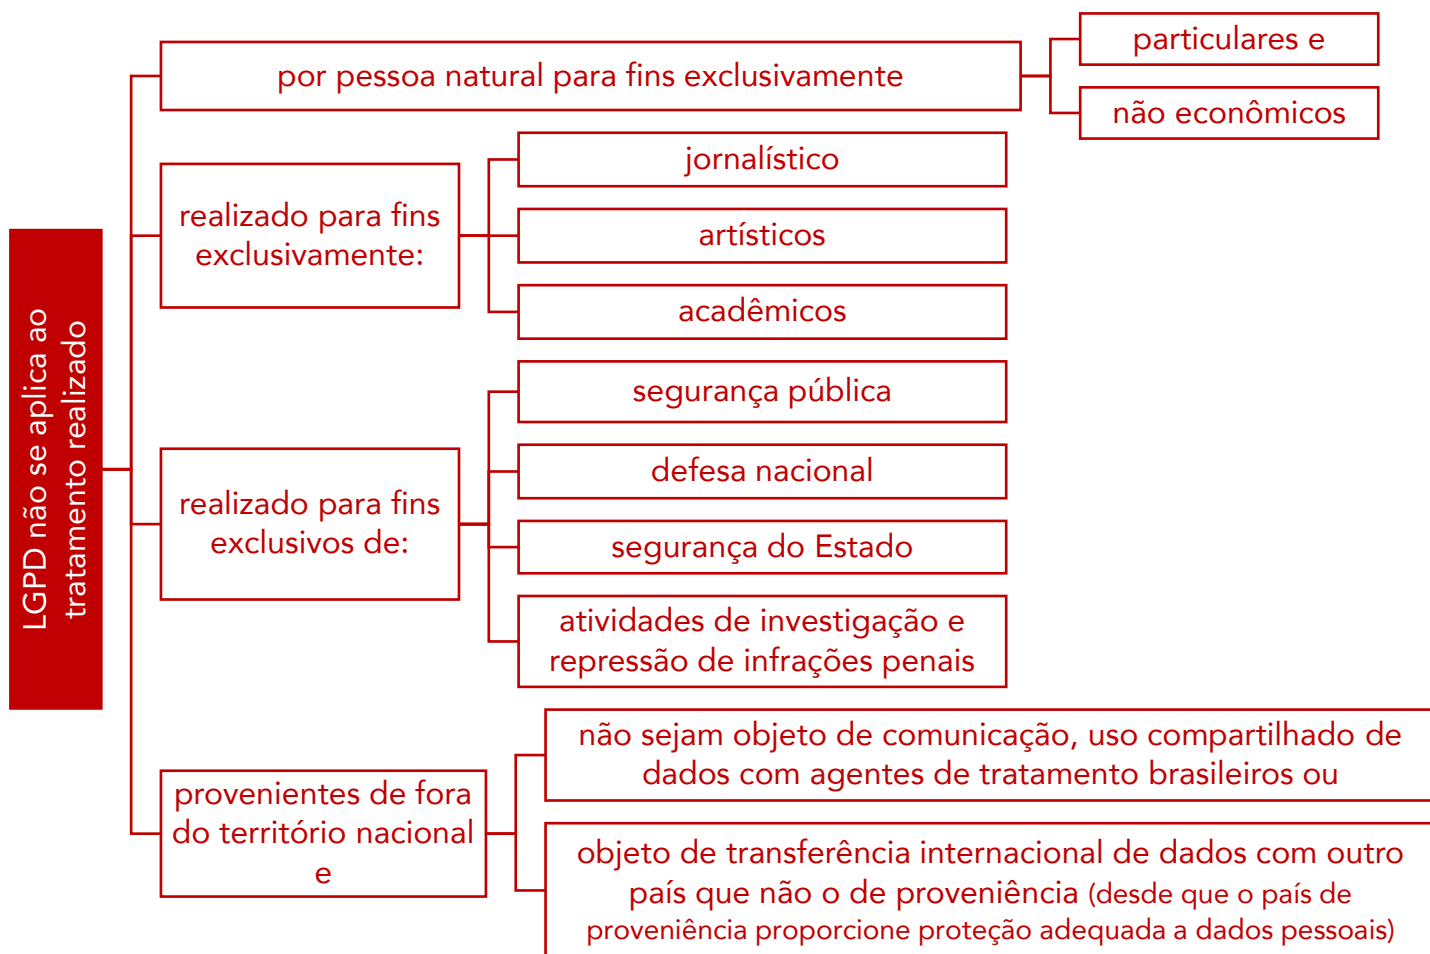 LGPD não se aplica ao
tratamento realizado
por pessoa natural para fins exclusivamente
particulares e
não econômicos
realizado para fins
exclusivamente:
jornalístico
artísticos
acadêmicos
realizado para fins
exclusivos de:
segurança pública
defesa nacional
segurança do Estado
atividades de investigação e
repressão de infrações penais
provenientes de fora
do território nacional
e
não sejam objeto de comunicação, uso compartilhado de
dados com agentes de tratamento brasileiros ou
objeto de transferência internacional de dados com outro
país que não o de proveniência (desde que o país de
proveniência proporcione proteção adequada a dados pessoais)